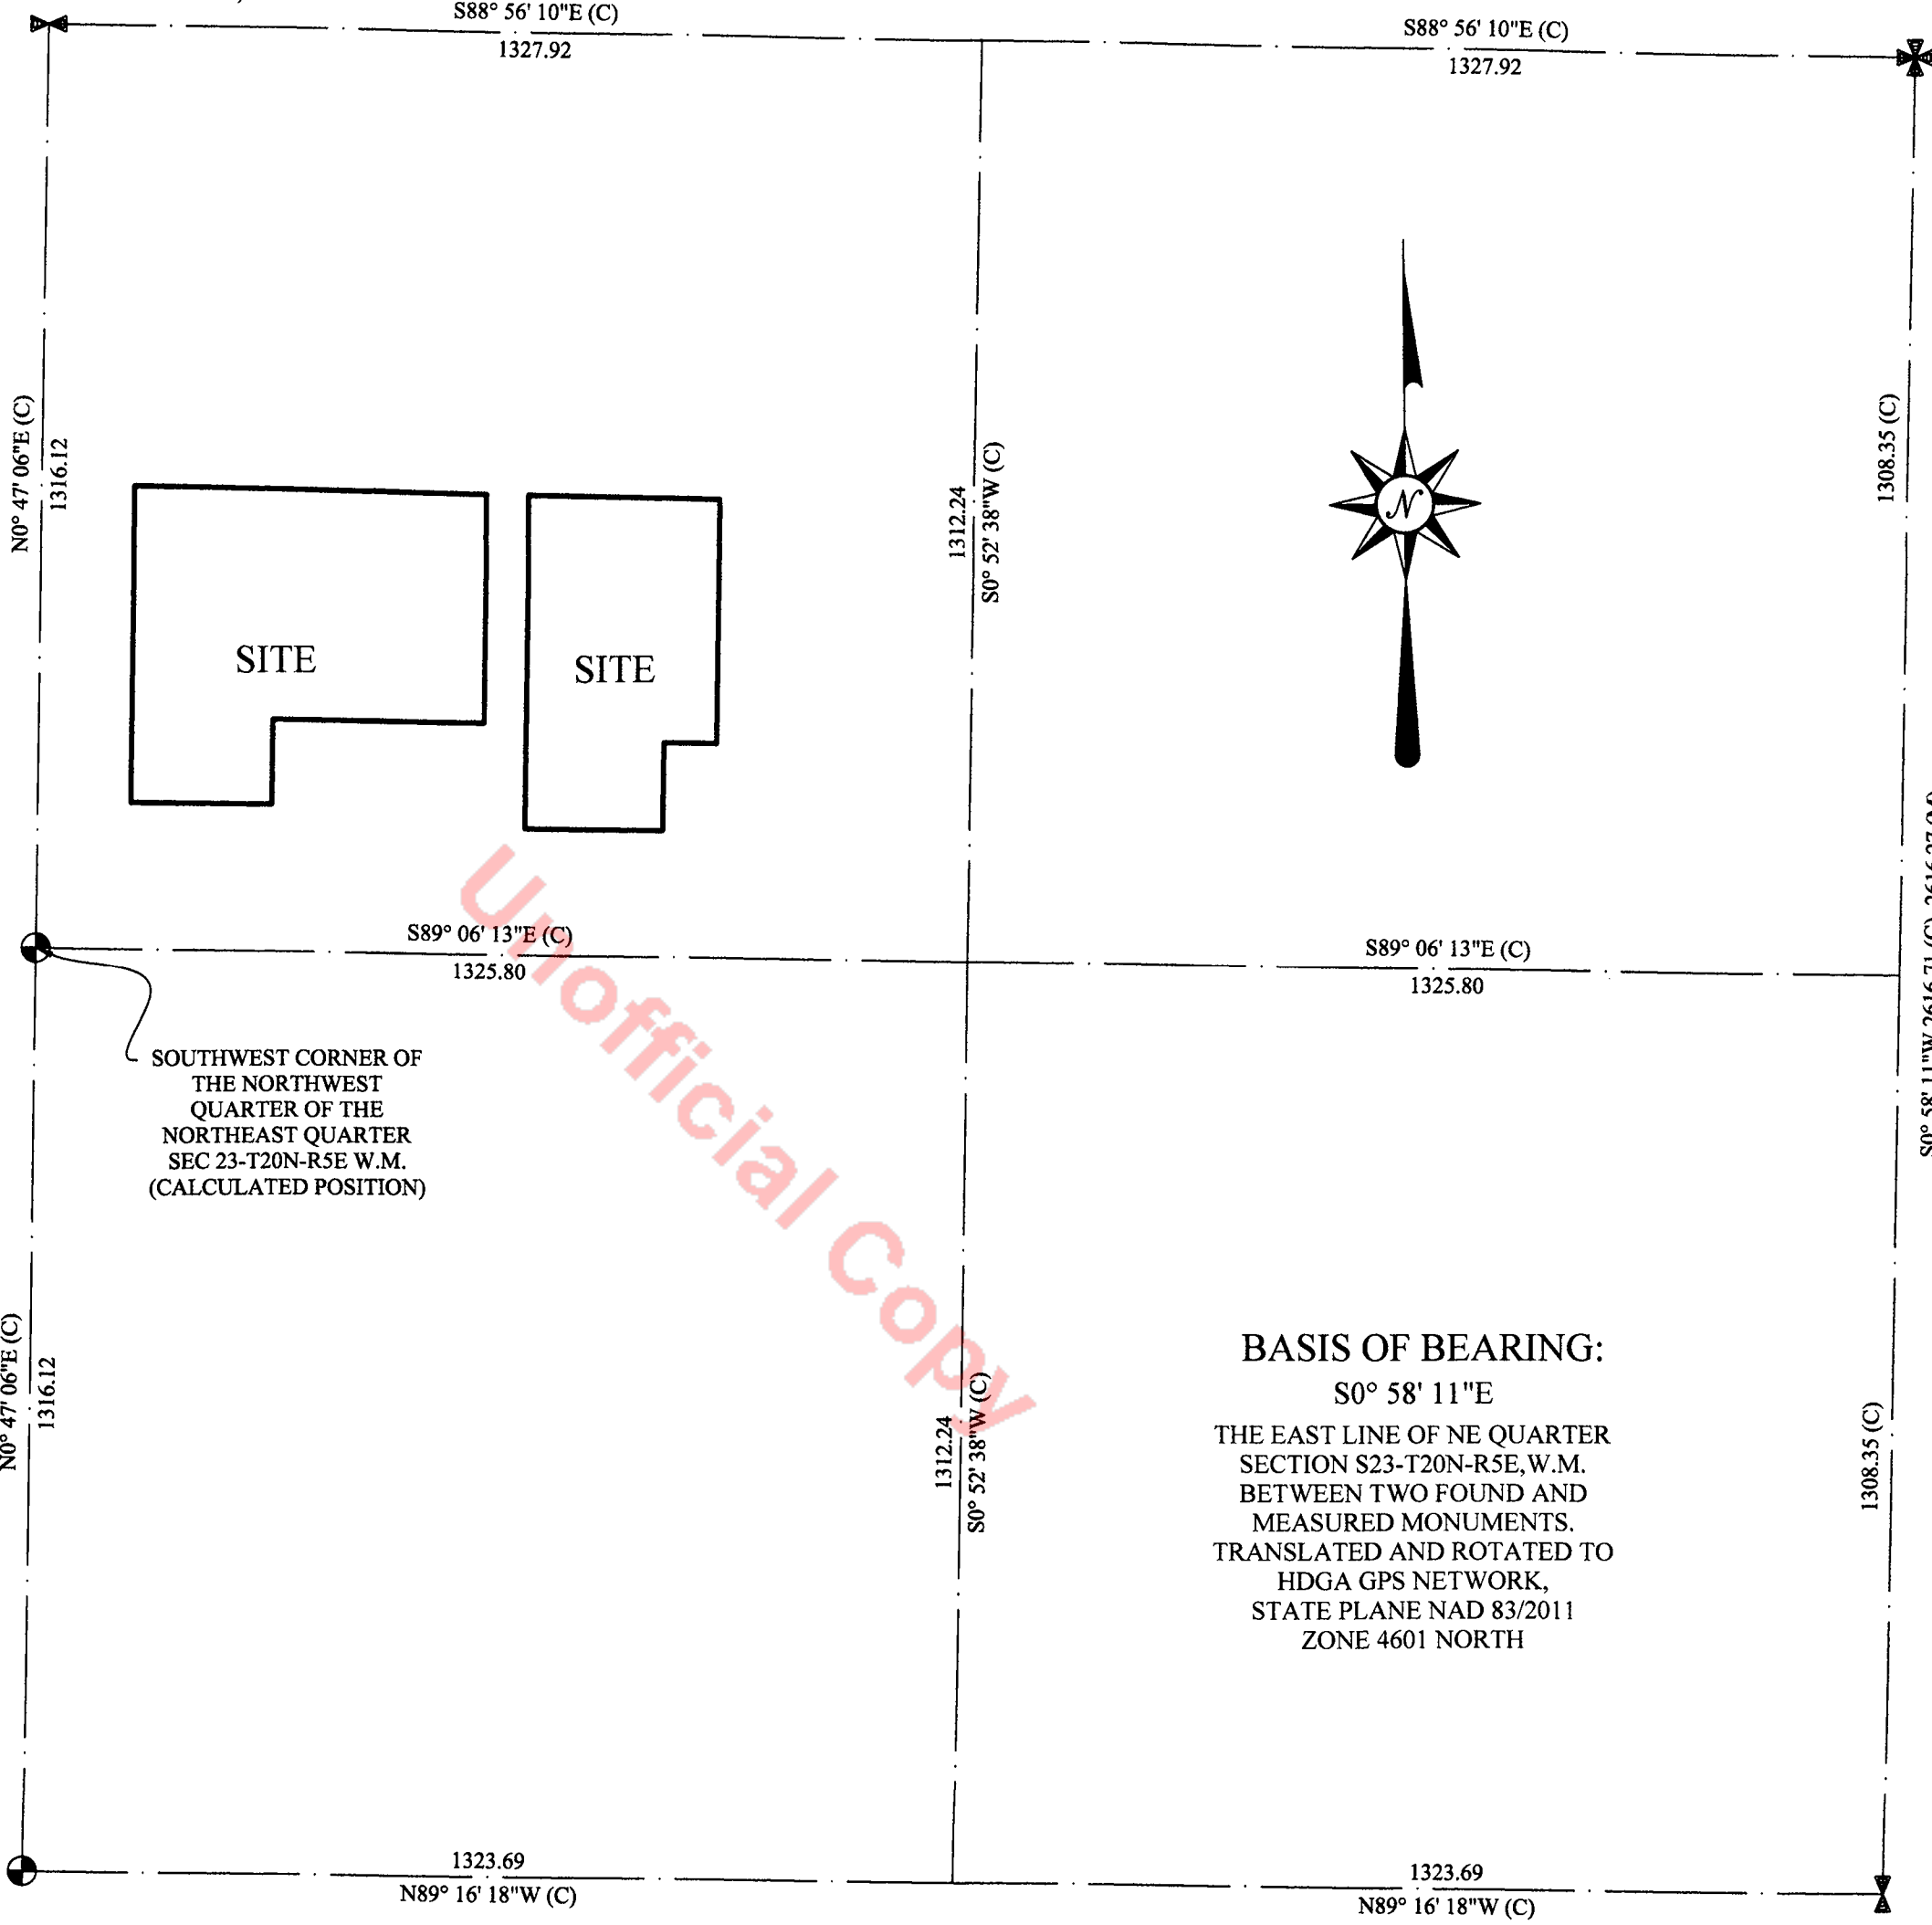 S88° 56' 10"E (C)
1327.92
S88° 56' 10"E (C)
1327.92
N0° 47' 06"E (C)
1316.12
1312.24
S0° 52' 38"W (C)
1308.35 (C)
N
SITE
SITE
S89° 06' 13"E (C)
1325.80
S89° 06' 13"E (C)
1325.80
SOUTHWEST CORNER OF
THE NORTHWEST
QUARTER OF THE
NORTHEAST QUARTER
SEC 23-T20N-R5E W.M.
(CALCULATED POSITION)
Unofficial Copy
S0° 58' 11"W 2616.71 (C)
N0° 47' 06"E (C)
1316.12
1312.24
S0° 52' 38"W (C)
1308.35 (C)
BASIS OF BEARING:
S0° 58' 11"E
THE EAST LINE OF NE QUARTER
SECTION S23-T20N-R5E,W.M.
BETWEEN TWO FOUND AND
MEASURED MONUMENTS.
TRANSLATED AND ROTATED TO
HDGA GPS NETWORK,
STATE PLANE NAD 83/2011
ZONE 4601 NORTH
1323.69
N89° 16' 18"W (C)
1323.69
N89° 16' 18"W (C)